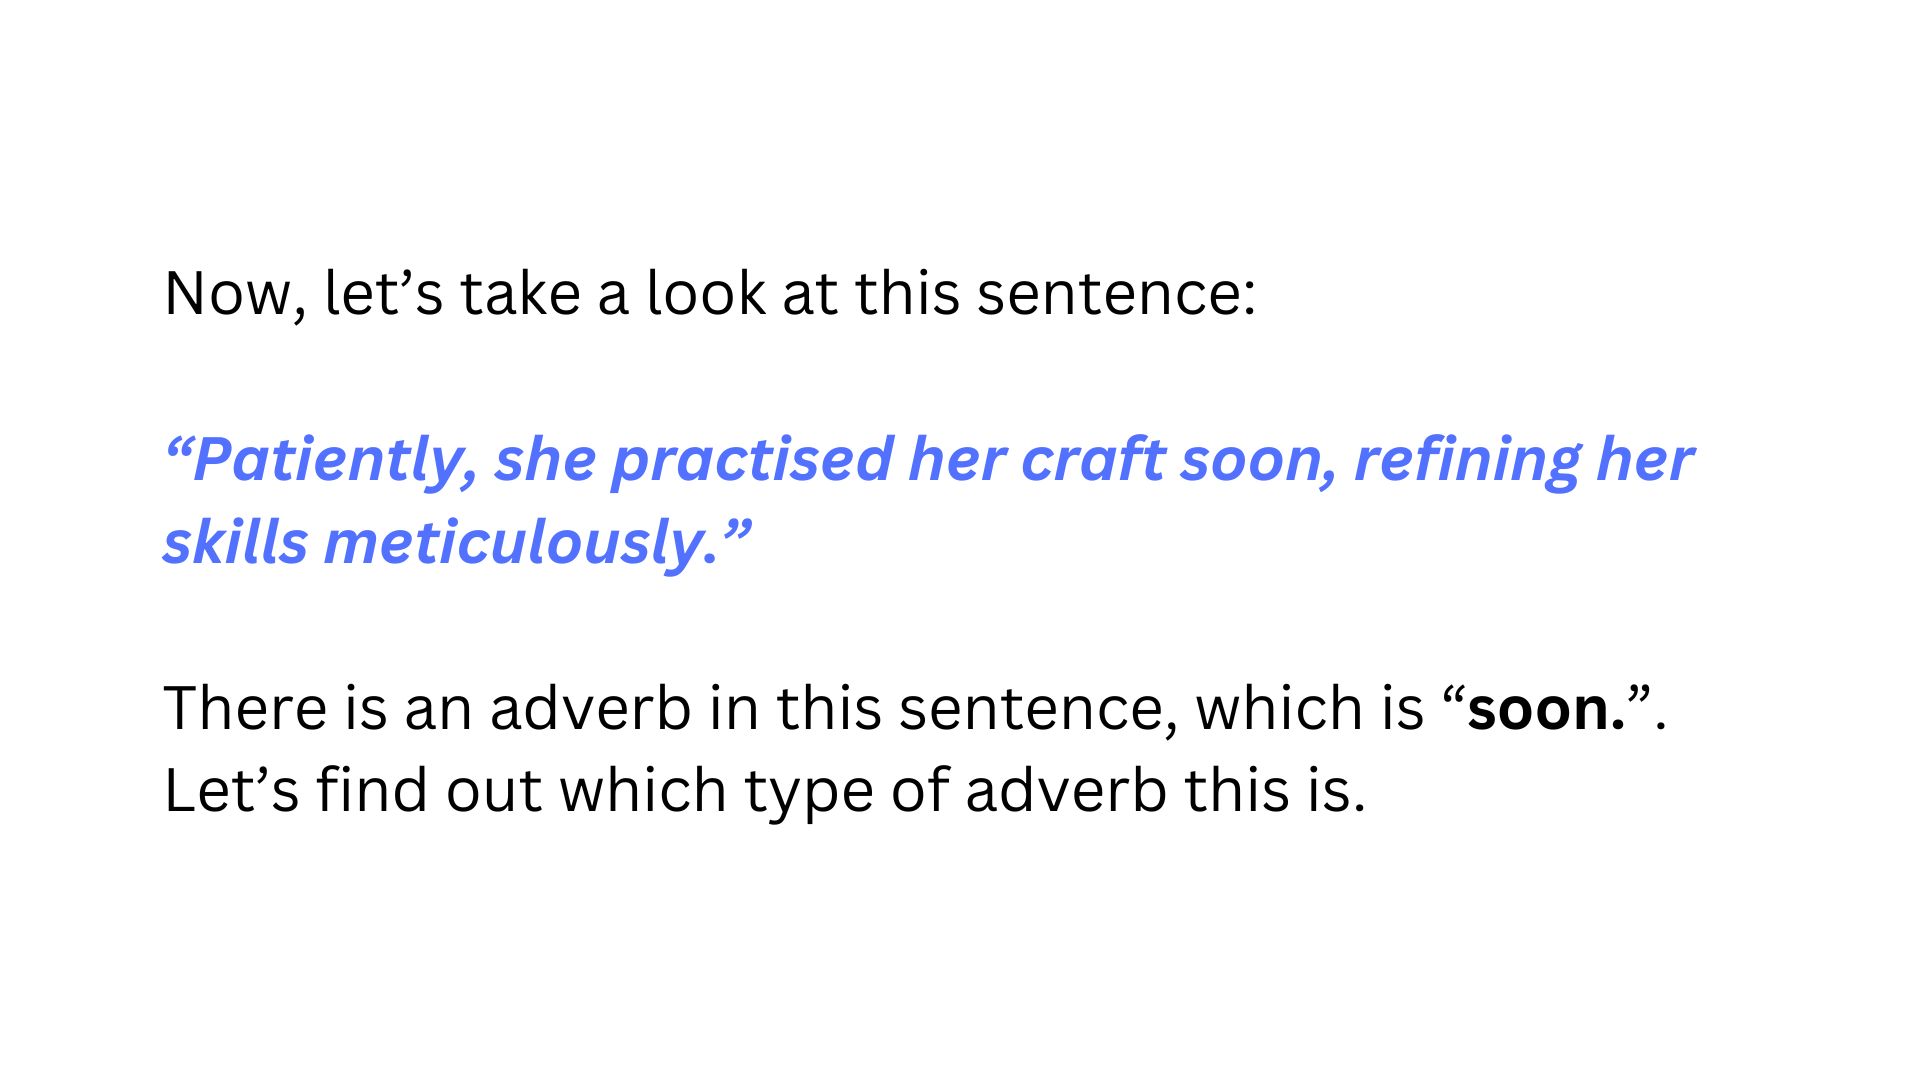 Now, let’s take a look at this sentence:
“Patiently, she practised her craft soon, refining her
skills meticulously.”
There is an adverb in this sentence, which is “soon.”.
Let’s find out which type of adverb this is.